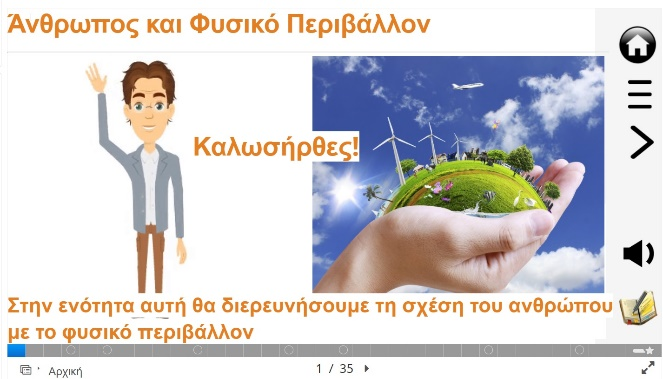 Άνθρωπος και Φυσικό Περιβάλλον
Καλωσήρθες!
Στην ενότητα αυτή θα διερευνήσουμε τη σχέση του ανθρώπου
με το φυσικό περιβάλλον
Αρχική
1 / 35